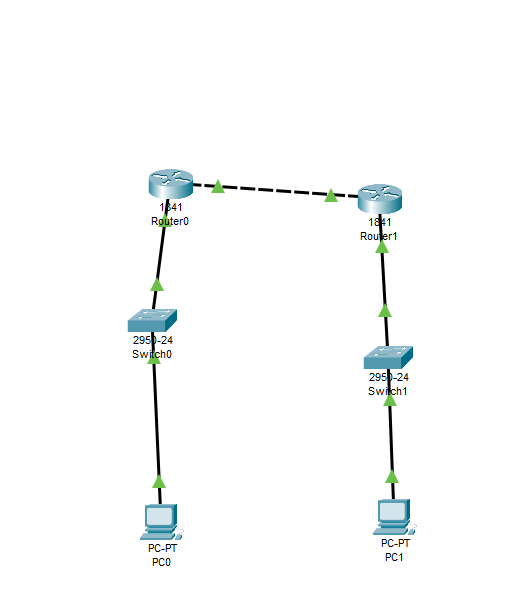 1841
Router0
1841
Router1
2950-24
Switch0
2950-24
Switch1
PC-PT
PC0
PC-PT
PC1